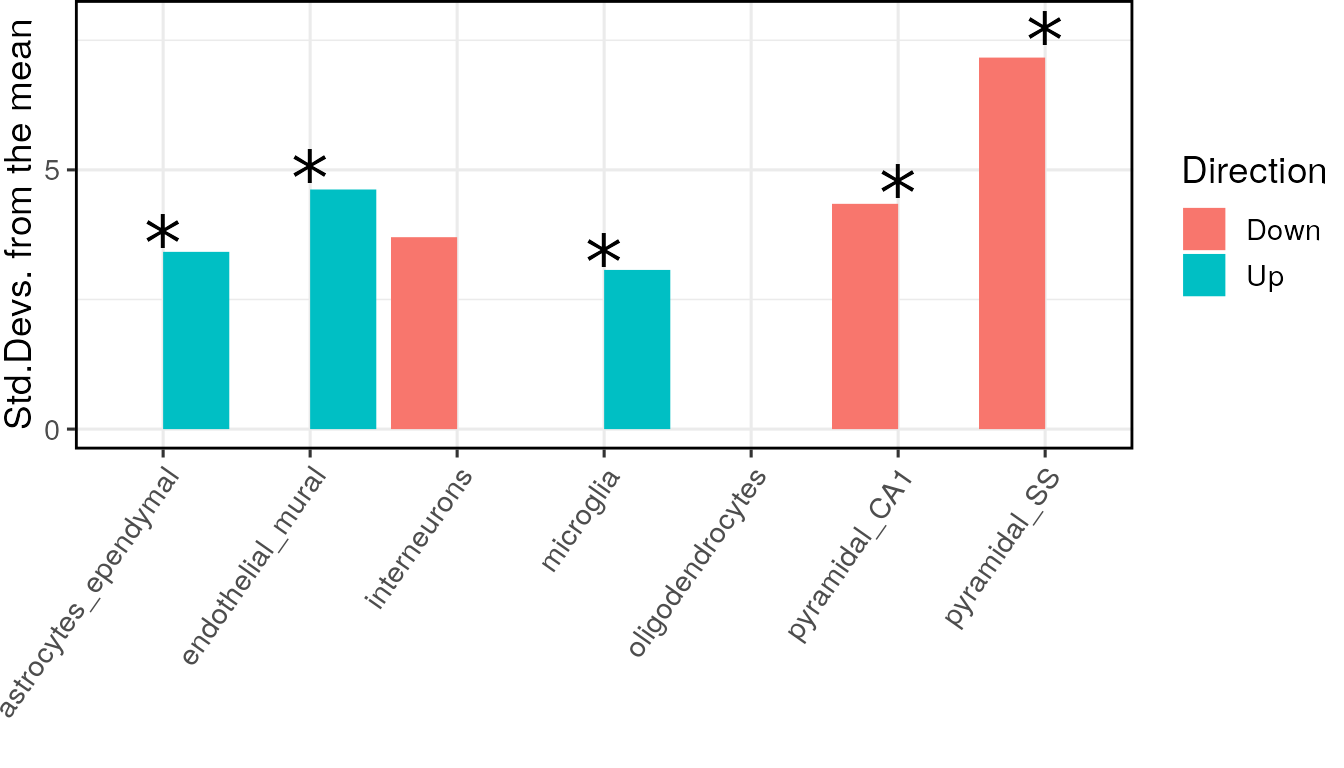 Std.Devs. from the mean
5
0
*
*
*
*
*
astrocytes_ependymal
endothelial_mural
interneurons
microglia
oligodendrocytes
pyramidal_CA1
pyramidal_SS
Direction
Down
Up